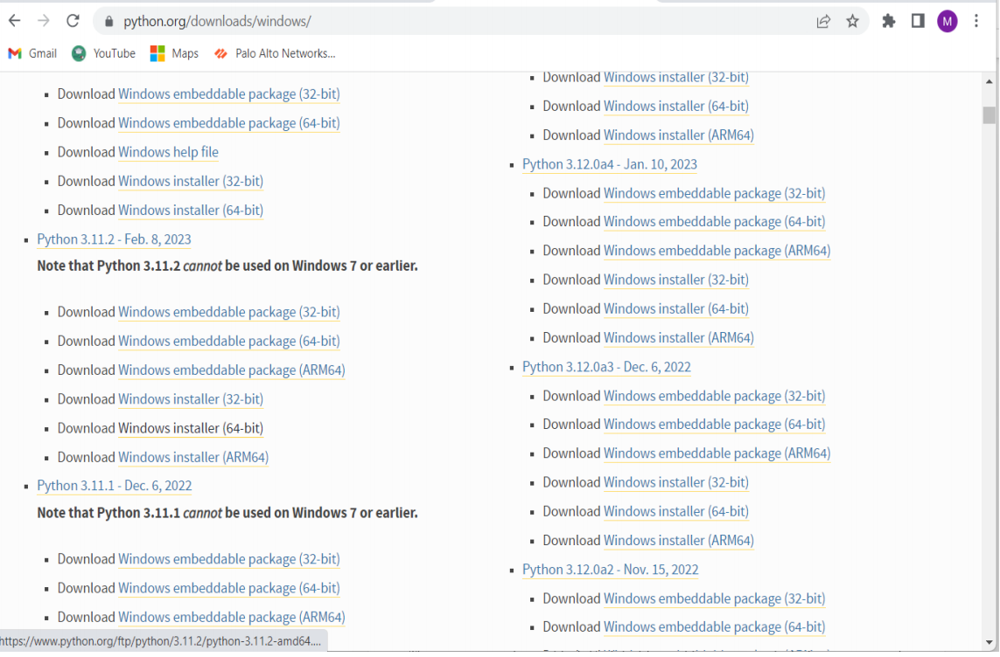 python.org/downloads/windows/
M
Gmail
YouTube
Maps
Palo Alto Networks...
Download Windows embeddable package (32-bit)
Download Windows embeddable package (64-bit)
Download Windows help file
Download Windows installer (32-bit)
Download Windows installer (64-bit)
Python 3.11.2 - Feb. 8, 2023
Note that Python 3.11.2 cannot be used on Windows 7 or earlier.
Download Windows embeddable package (32-bit)
Download Windows embeddable package (64-bit)
Download Windows embeddable package (ARM64)
Download Windows installer (32-bit)
Download Windows installer (64-bit)
Download Windows installer (ARM64)
Python 3.11.1 - Dec. 6, 2022
Note that Python 3.11.1 cannot be used on Windows 7 or earlier.
Download Windows embeddable package (32-bit)
Download Windows embeddable package (64-bit)
Download Windows embeddable package (ARM64)
https://www.python.org/ftp/python/3.11.2/python-3.11.2-amd64....
Download Windows installer (32-bit)
Download Windows installer (64-bit)
Download Windows installer (ARM64)
Python 3.12.0a4 - Jan. 10, 2023
Download Windows embeddable package (32-bit)
Download Windows embeddable package (64-bit)
Download Windows embeddable package (ARM64)
Download Windows installer (32-bit)
Download Windows installer (64-bit)
Download Windows installer (ARM64)
Python 3.12.0a3 - Dec. 6, 2022
Download Windows embeddable package (32-bit)
Download Windows embeddable package (64-bit)
Download Windows embeddable package (ARM64)
Download Windows installer (32-bit)
Download Windows installer (64-bit)
Download Windows installer (ARM64)
Python 3.12.0a2 - Nov. 15, 2022
Download Windows embeddable package (32-bit)
Download Windows embeddable package (64-bit)